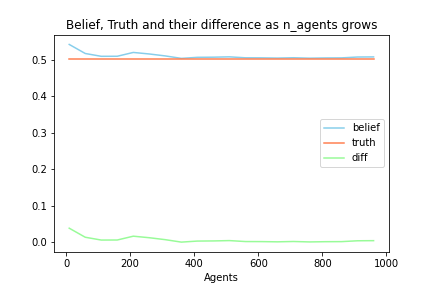 Belief, Truth and their difference as n_agents grows
0.5
0.4
0.3
0.2
0.1
0.0
belief
truth
diff
0
200
400
600
800
1000
Agents